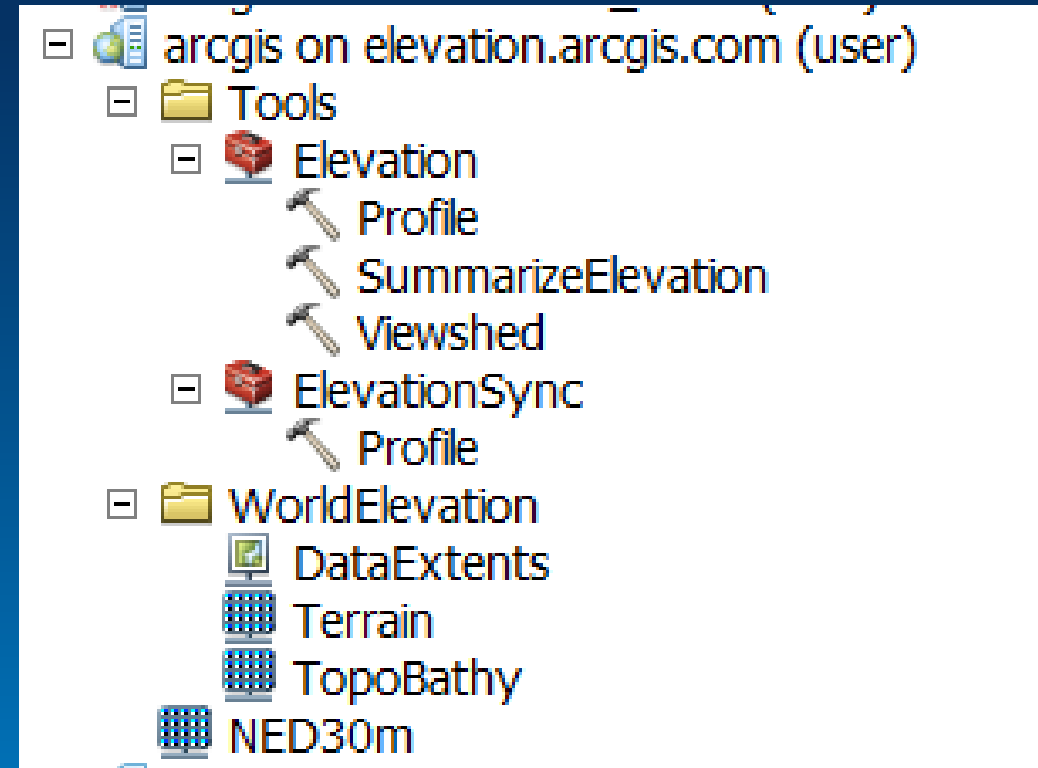 arcgis on elevation.arcgis.com (user)
Tools
Elevation
Profile
SummarizeElevation
Viewshed
ElevationSync
Profile
WorldElevation
DataExtents
Terrain
TopoBathy
NED30m